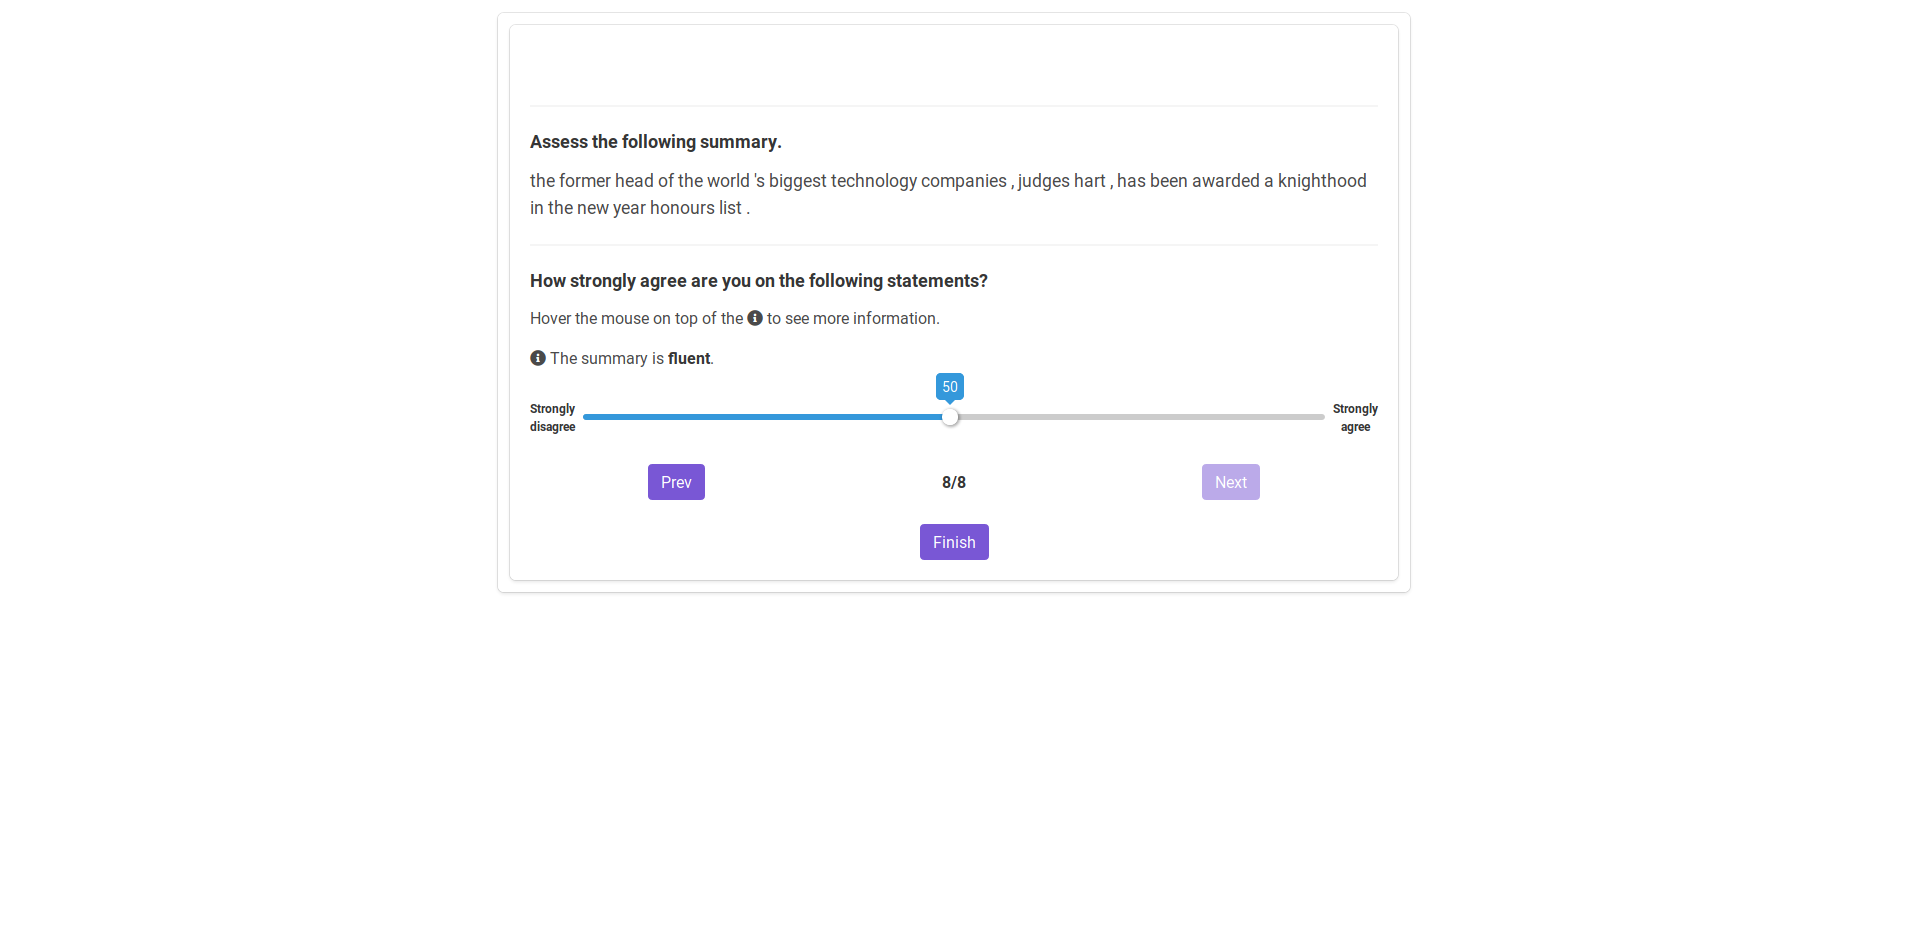 Assess the following summary.
the former head of the world 's biggest technology companies , judges hart , has been awarded a knighthood
in the new year honours list .
How strongly agree are you on the following statements?
Hover the mouse on top of the to see more information.
The summary is fluent.
50
Strongly
disagree
Strongly
agree
Prev
8/8
Next
Finish